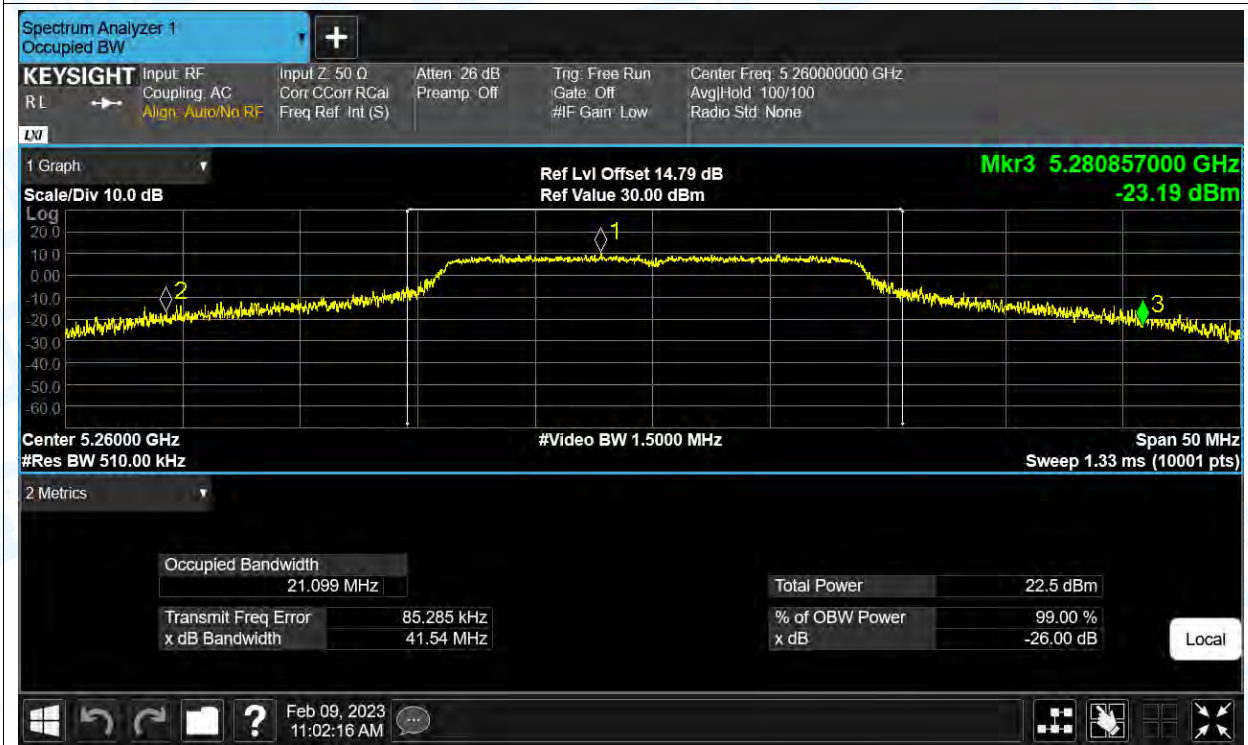 Spectrum Analyzer 1
Occupied BW
+
KEYSIGHT
R L
LXI
Input: RF
Coupling: AC
Align: Auto/No RF
Input Z: 50 Ω
Corr CCorr RCal
Freq Ref: Int (S)
Atten: 26 dB
Preamp: Off
Trig: Free Run
Gate: Off
#IF Gain: Low
Center Freq: 5.260000000 GHz
Avg|Hold: 100/100
Radio Std: None
1 Graph
Scale/Div 10.0 dB
Ref Lvl Offset 14.79 dB
Ref Value 30.00 dBm
Mkr3 5.280857000 GHz
-23.19 dBm
Log
20.0
10.0
0.00
-10.0
-20.0
-30.0
-40.0
-50.0
-60.0
1
2
3
Center 5.26000 GHz
#Video BW 1.5000 MHz
Span 50 MHz
#Res BW 510.00 kHz
Sweep 1.33 ms (10001 pts)
2 Metrics
Occupied Bandwidth
21.099 MHz
Total Power 22.5 dBm
Transmit Freq Error 85.285 kHz
% of OBW Power 99.00 %
x dB Bandwidth 41.54 MHz
x dB -26.00 dB
Local
?
Feb 09, 2023
11:02:16 AM